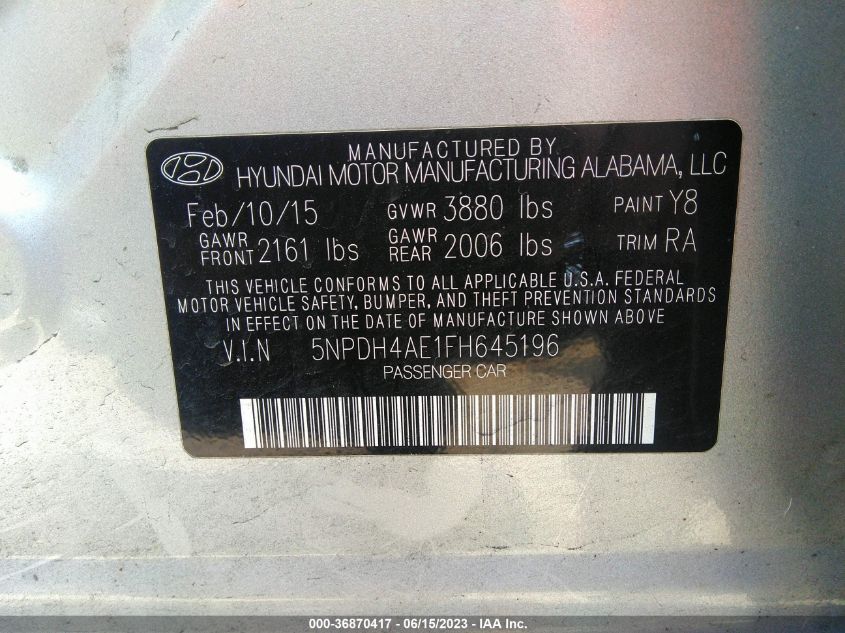 MANUFACTURED BY
HYUNDAI MOTOR MANUFACTURING ALABAMA, LLC
Feb/10/15 GVWR 3880 lbs PAINT Y8
GAWR FRONT 2161 lbs GAWR REAR 2006 lbs TRIM RA
THIS VEHICLE CONFORMS TO ALL APPLICABLE U.S.A. FEDERAL
MOTOR VEHICLE SAFETY, BUMPER, AND THEFT PREVENTION STANDARDS
IN EFFECT ON THE DATE OF MANUFACTURE SHOWN ABOVE
V.I.N 5NPDH4AE1FH645196
PASSENGER CAR
000-36870417 - 06/15/2023 - IAA Inc.